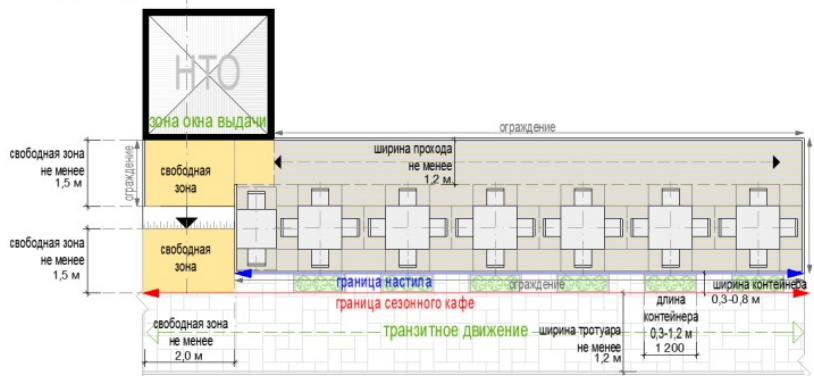 НТО
зона окна выдачи
ограждение
свободная зона
не менее
1,5 м
ограждение
свободная
зона
ширина прохода
не менее
1,2 м
свободная зона
не менее
1,5 м
свободная
зона
граница настила
ограждение
ширина контейнера
0,3-0,8 м
граница сезонного кафе
свободная зона
не менее
2,0 м
транзитное движение
ширина тротуара
не менее
1,2 м
длина
контейнера
0,3-1,2 м
1 200